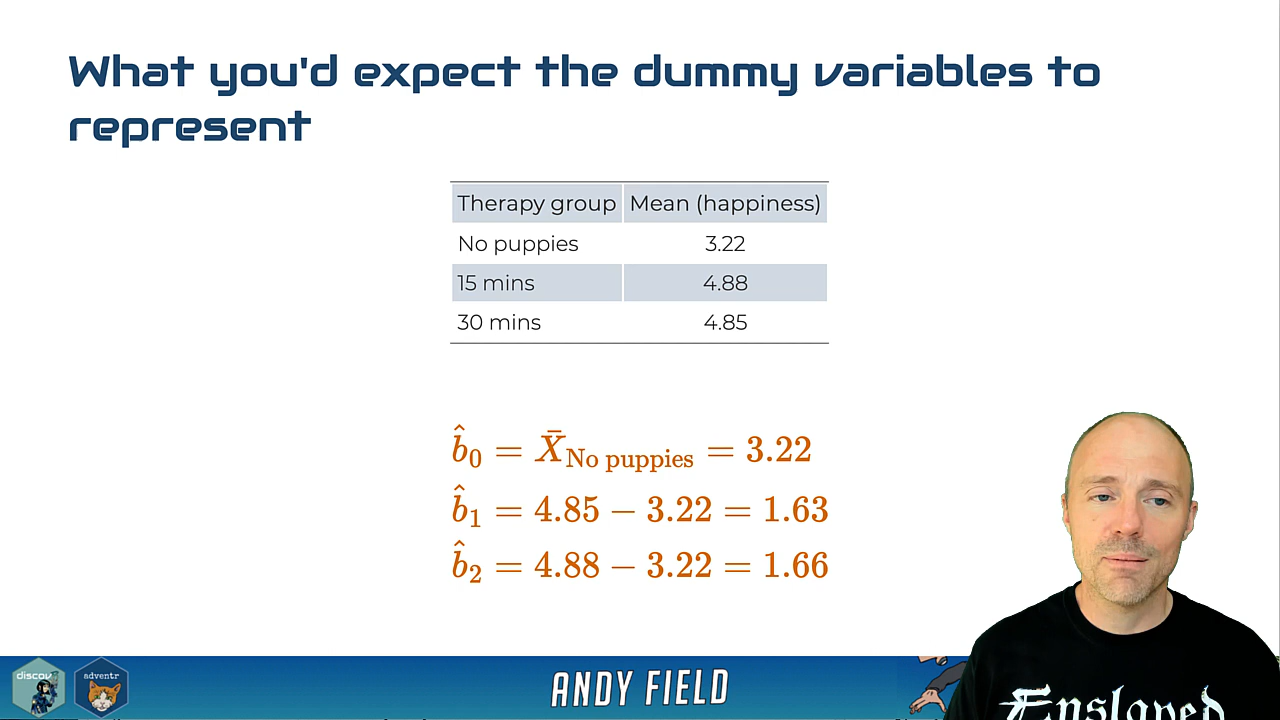 What you'd expect the dummy variables to
represent
Therapy group Mean (happiness)
No puppies 3.22
15 mins 4.88
30 mins 4.85
b̂₀ = X̄No puppies = 3.22
b̂₁ = 4.85 − 3.22 = 1.63
b̂₂ = 4.88 − 3.22 = 1.66
discovr adventr
ANDY FIELD
Enslaved